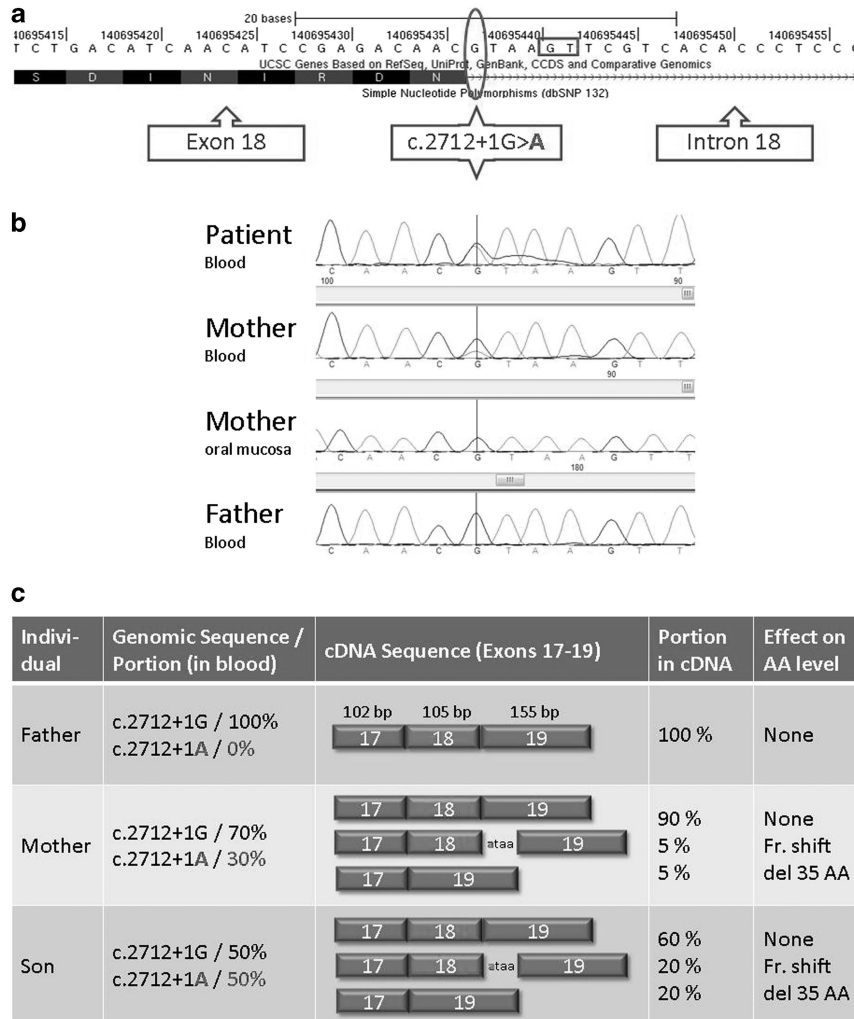 a
20 bases
140695415| 140695420| 140695425| 140695430| 140695435| 140695440| 140695445| 140695450| 140695455|
T C T G A C A T C A A C A T C C G A G A C A A C G T A A G T T C G T C A C A C C C T C C C
UCSC Genes Based on RefSeq, UniProt, GenBank, CCDS and Comparative Genomics
S D I N I R D N
Simple Nucleotide Polymorphisms (dbSNP 132)
Exon 18
c.2712+1G>A
Intron 18
b
Patient
Blood
C A A C G T A A G T T
100 90
Mother
Blood
C A A C G T A A G T T
90
Mother
oral mucosa
A C A A C G T A A G T T
180
Father
Blood
C A A C G T A A G T T
c
Indivi-
dual
Genomic Sequence /
Portion (in blood)
cDNA Sequence (Exons 17-19)
Portion
in cDNA
Effect on
AA level
Father
c.2712+1G / 100%
c.2712+1A / 0%
102 bp 105 bp 155 bp
17 18 19
100 %
None
Mother
c.2712+1G / 70%
c.2712+1A / 30%
17 18 19
17 18 ataa 19
17 19
90 %
5 %
5 %
None
Fr. shift
del 35 AA
Son
c.2712+1G / 50%
c.2712+1A / 50%
17 18 19
17 18 ataa 19
17 19
60 %
20 %
20 %
None
Fr. shift
del 35 AA